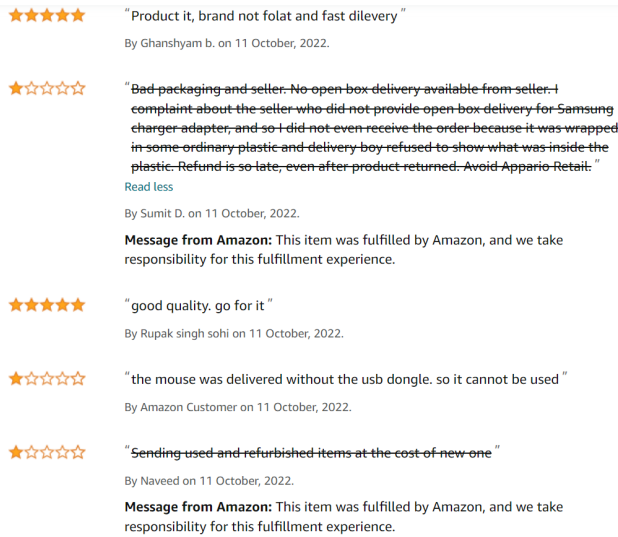 "Product it, brand not folat and fast dilevery"
By Ghanshyam b. on 11 October, 2022.
"Bad packaging and seller. No open box delivery available from seller. I
complaint about the seller who did not provide open box delivery for Samsung
charger adapter, and so I did not even receive the order because it was wrapped
in some ordinary plastic and delivery boy refused to show what was inside the
plastic. Refund is so late, even after product returned. Avoid Appario Retail."
Read less
By Sumit D. on 11 October, 2022.
Message from Amazon: This item was fulfilled by Amazon, and we take
responsibility for this fulfillment experience.
"good quality. go for it"
By Rupak singh sohi on 11 October, 2022.
"the mouse was delivered without the usb dongle. so it cannot be used"
By Amazon Customer on 11 October, 2022.
"Sending used and refurbished items at the cost of new one"
By Naveed on 11 October, 2022.
Message from Amazon: This item was fulfilled by Amazon, and we take
responsibility for this fulfillment experience.